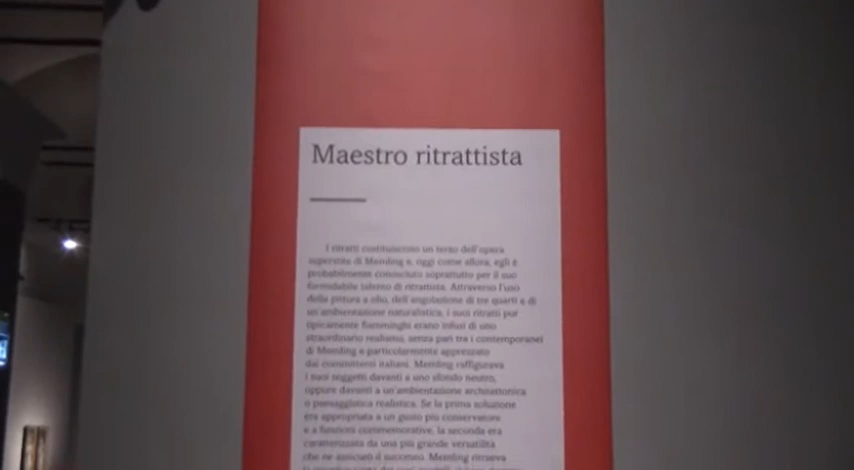 Maestro ritrattista
I ritratti costituiscono un terzo dell'opera
superstite di Memling e, oggi come allora, egli è
probabilmente conosciuto soprattutto per il suo
formidabile talento di ritrattista. Attraverso l'uso
della pittura a olio, dell'angolazione di tre quarti e di
un'ambientazione naturalistica, i suoi ritratti pur
tipicamente fiamminghi erano infusi di uno
straordinario realismo, senza pari tra i contemporanei
di Memling e particolarmente apprezzato
dai committenti italiani. Memling raffigurava
i suoi soggetti davanti a uno sfondo neutro,
oppure davanti a un'ambientazione architettonica
o paesaggistica realistica. Se la prima soluzione
era appropriata a un gusto più conservatore
e a funzioni commemorative, la seconda era
caratterizzata da una più grande versatilità
che ne assicurò il successo. Memling ritraeva